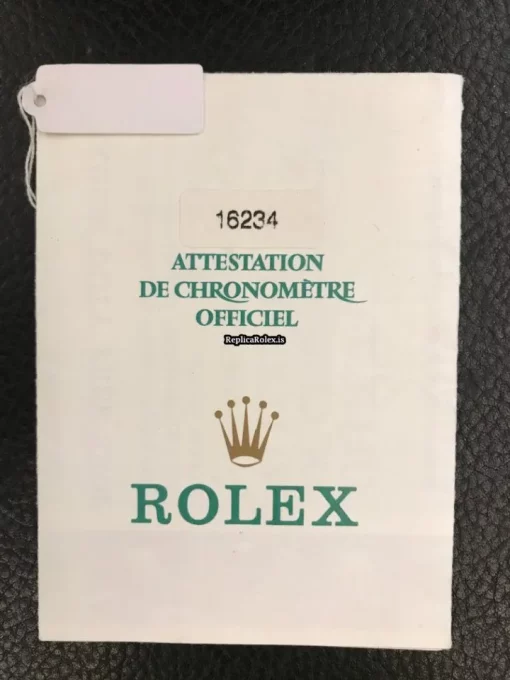 16234
ATTESTATION
DE CHRONOMÈTRE
OFFICIEL
ReplicaRolex.is
ROLEX